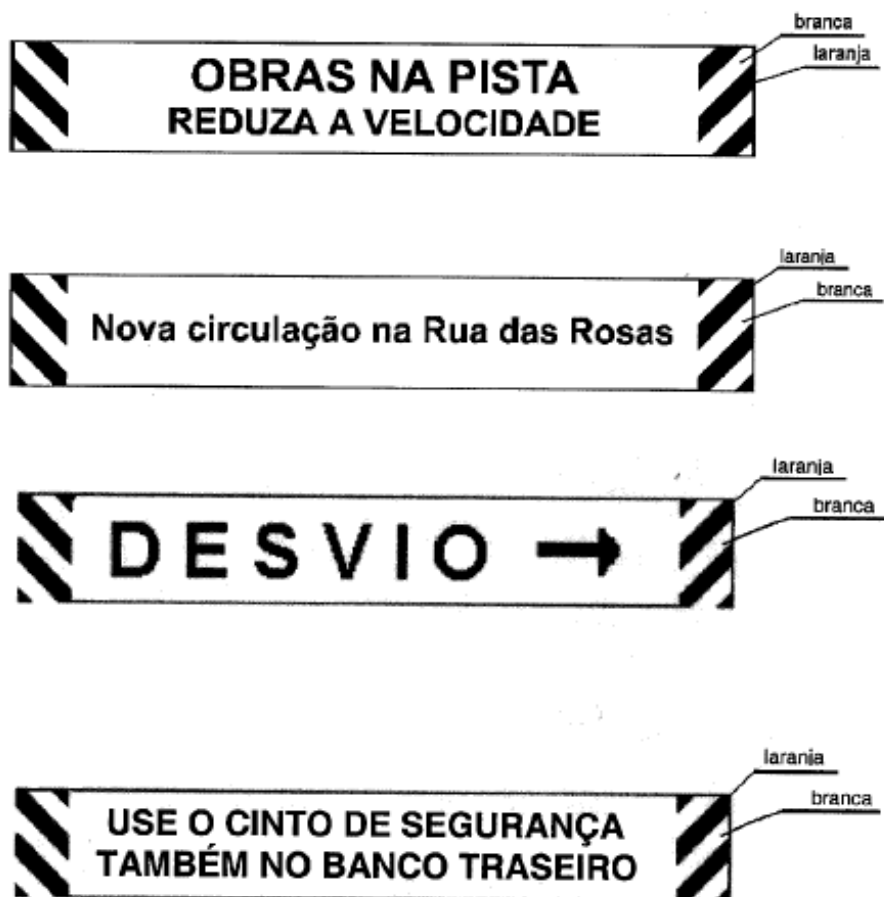 branca
laranja
OBRAS NA PISTA
REDUZA A VELOCIDADE
laranja
branca
Nova circulação na Rua das Rosas
laranja
branca
DESVIO →
laranja
branca
USE O CINTO DE SEGURANÇA
TAMBÉM NO BANCO TRASEIRO